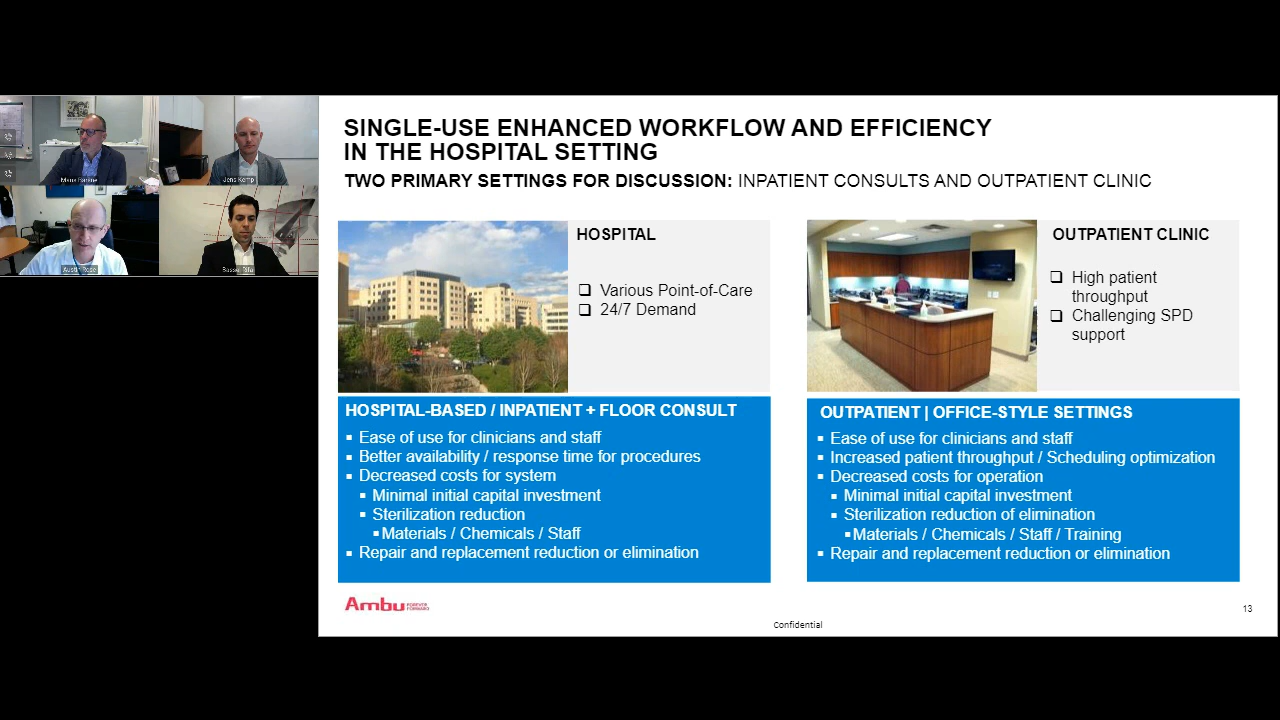 SINGLE-USE ENHANCED WORKFLOW AND EFFICIENCY
IN THE HOSPITAL SETTING
TWO PRIMARY SETTINGS FOR DISCUSSION: INPATIENT CONSULTS AND OUTPATIENT CLINIC
Jens Kemp
Austin Rose
HOSPITAL
❑ Various Point-of-Care
❑ 24/7 Demand
HOSPITAL-BASED / INPATIENT + FLOOR CONSULT
▪ Ease of use for clinicians and staff
▪ Better availability / response time for procedures
▪ Decreased costs for system
▪ Minimal initial capital investment
▪ Sterilization reduction
▪ Materials / Chemicals / Staff
▪ Repair and replacement reduction or elimination
OUTPATIENT CLINIC
❑ High patient
throughput
❑ Challenging SPD
support
OUTPATIENT | OFFICE-STYLE SETTINGS
▪ Ease of use for clinicians and staff
▪ Increased patient throughput / Scheduling optimization
▪ Decreased costs for operation
▪ Minimal initial capital investment
▪ Sterilization reduction of elimination
▪ Materials / Chemicals / Staff / Training
▪ Repair and replacement reduction or elimination
Ambu
FOREVER
FORWARD
13
Confidential